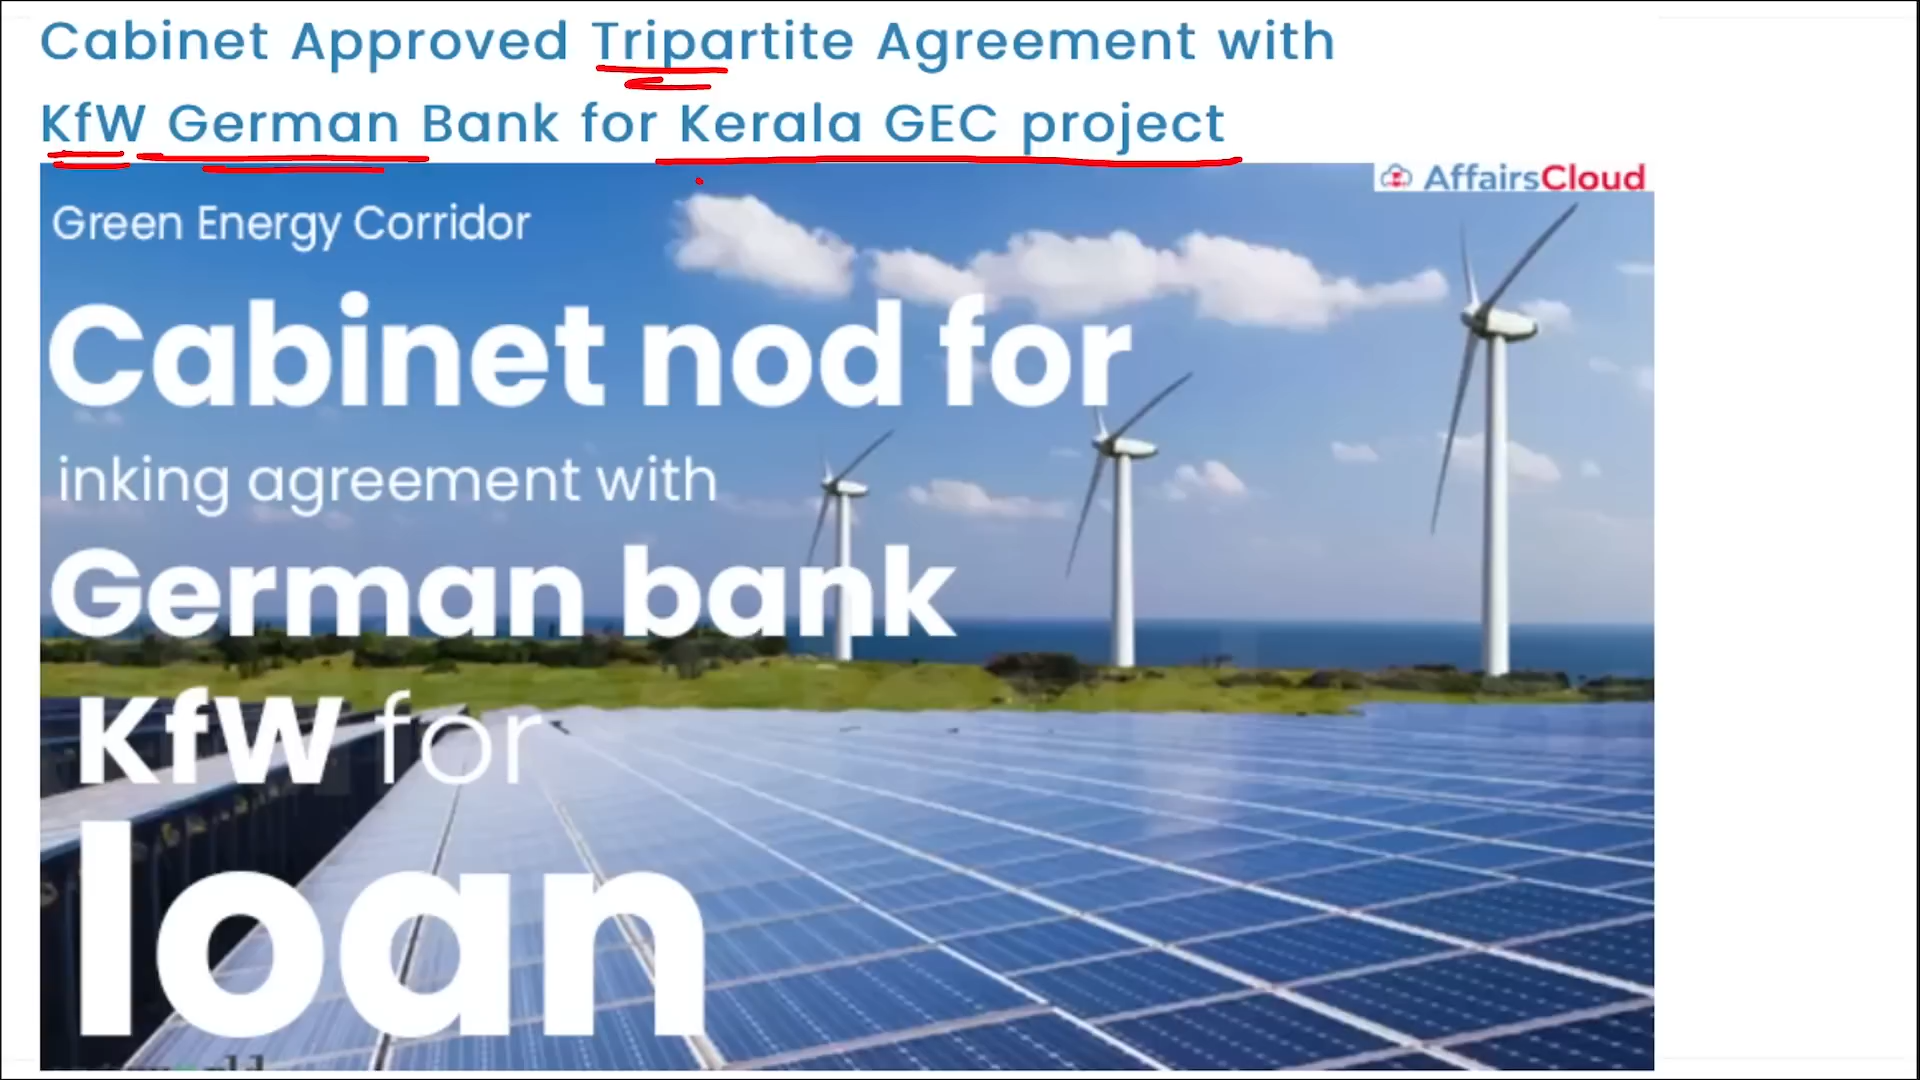 Cabinet Approved Tripartite Agreement with
KfW German Bank for Kerala GEC project
AffairsCloud
Green Energy Corridor
Cabinet nod for
inking agreement with
German bank
KfW for
loan